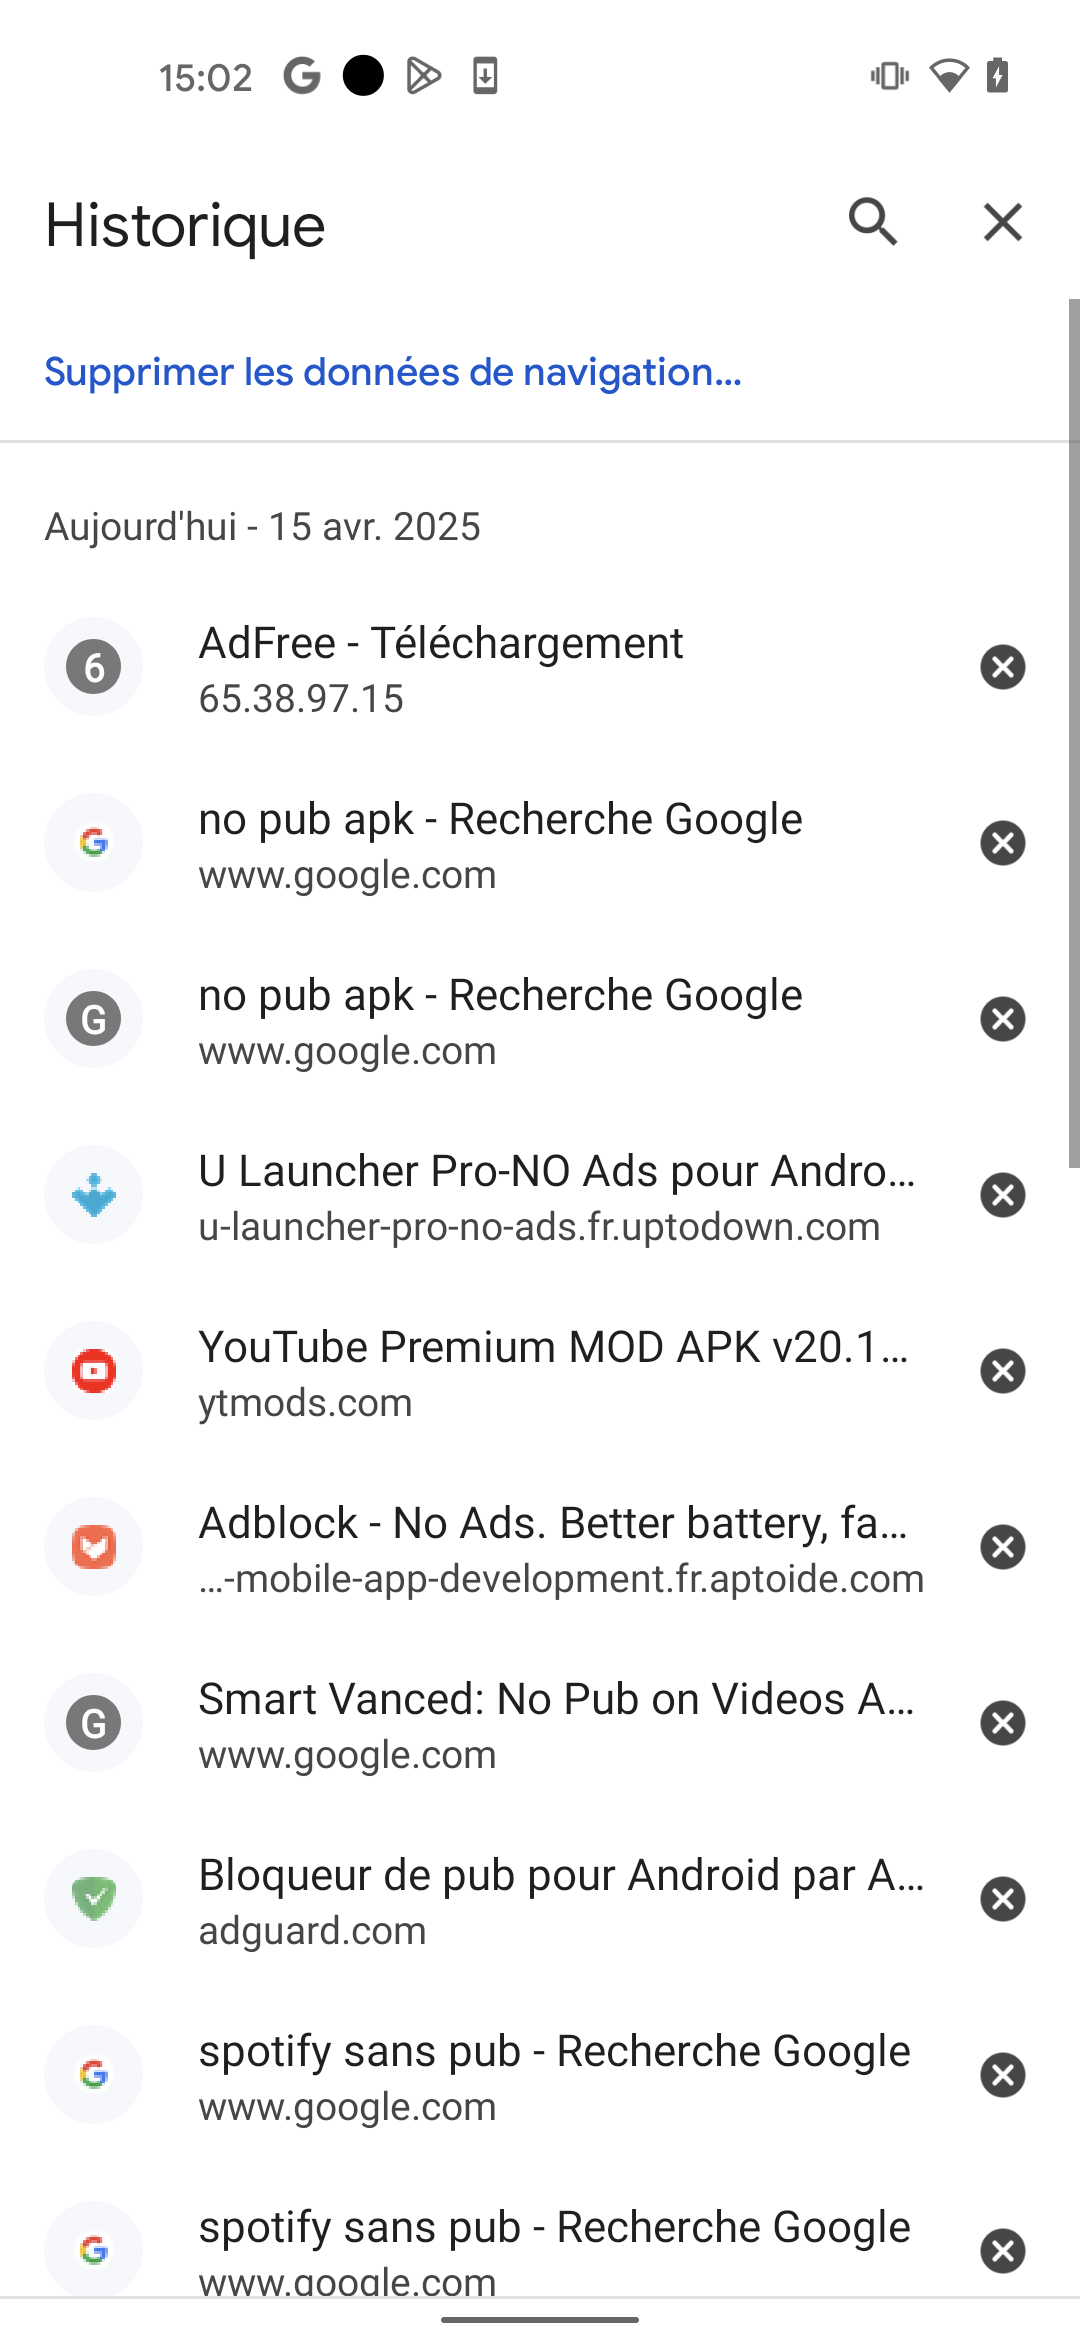 15:02
Historique
Supprimer les données de navigation...
Aujourd'hui - 15 avr. 2025
6
AdFree - Téléchargement
65.38.97.15
no pub apk - Recherche Google
www.google.com
G
no pub apk - Recherche Google
www.google.com
U Launcher Pro-NO Ads pour Andro...
u-launcher-pro-no-ads.fr.uptodown.com
YouTube Premium MOD APK v20.1...
ytmods.com
Adblock - No Ads. Better battery, fa...
...-mobile-app-development.fr.aptoide.com
G
Smart Vanced: No Pub on Videos A...
www.google.com
Bloqueur de pub pour Android par A...
adguard.com
spotify sans pub - Recherche Google
www.google.com
spotify sans pub - Recherche Google
www.google.com